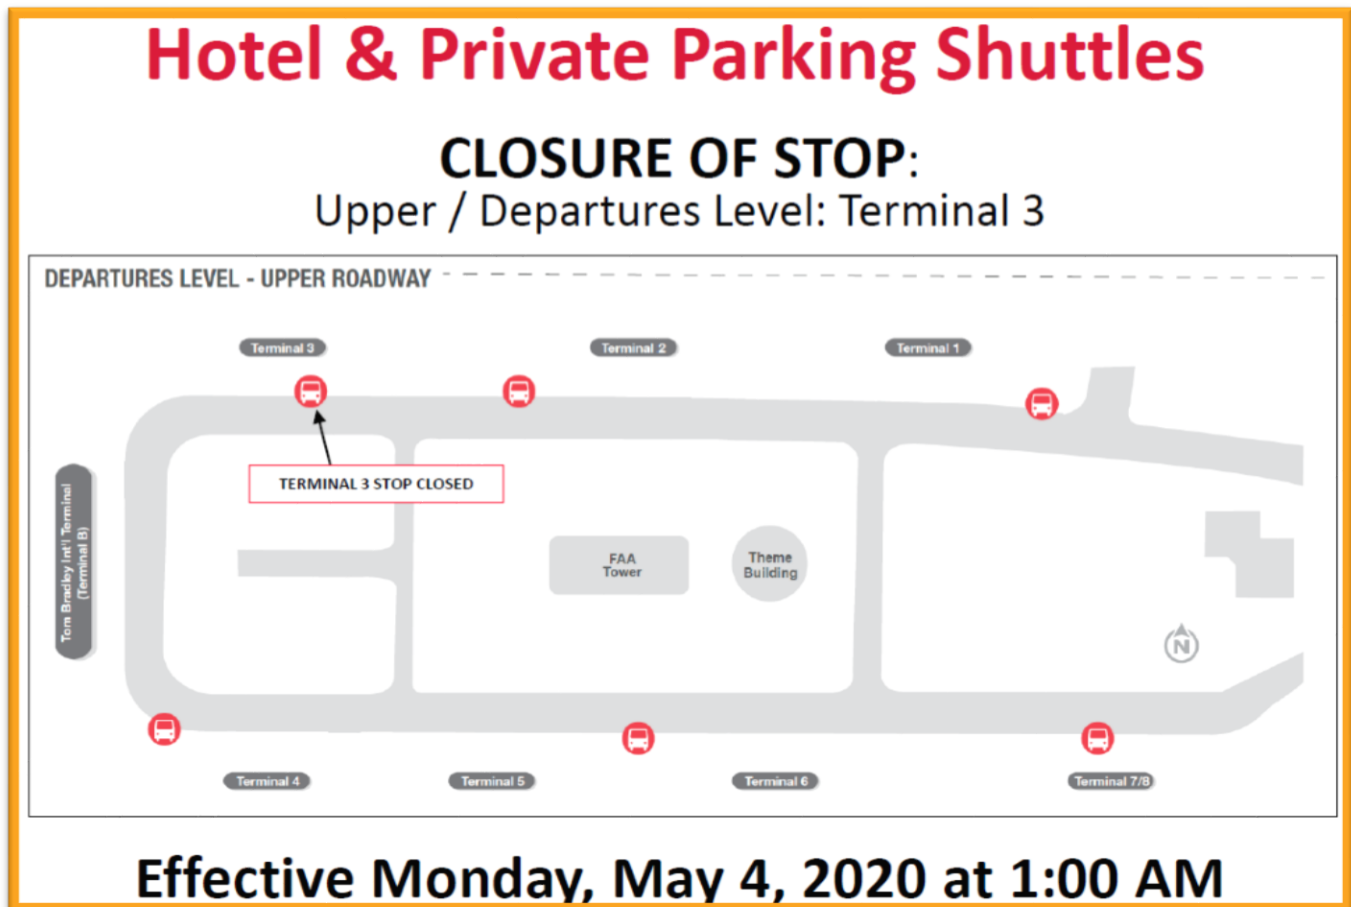 Hotel & Private Parking Shuttles
CLOSURE OF STOP:
Upper / Departures Level: Terminal 3
DEPARTURES LEVEL - UPPER ROADWAY
Terminal 3
Terminal 2
Terminal 1
TERMINAL 3 STOP CLOSED
Tom Bradley Int'l Terminal
(Terminal B)
FAA
Tower
Theme
Building
N
Terminal 4
Terminal 5
Terminal 6
Terminal 7/8
Effective Monday, May 4, 2020 at 1:00 AM